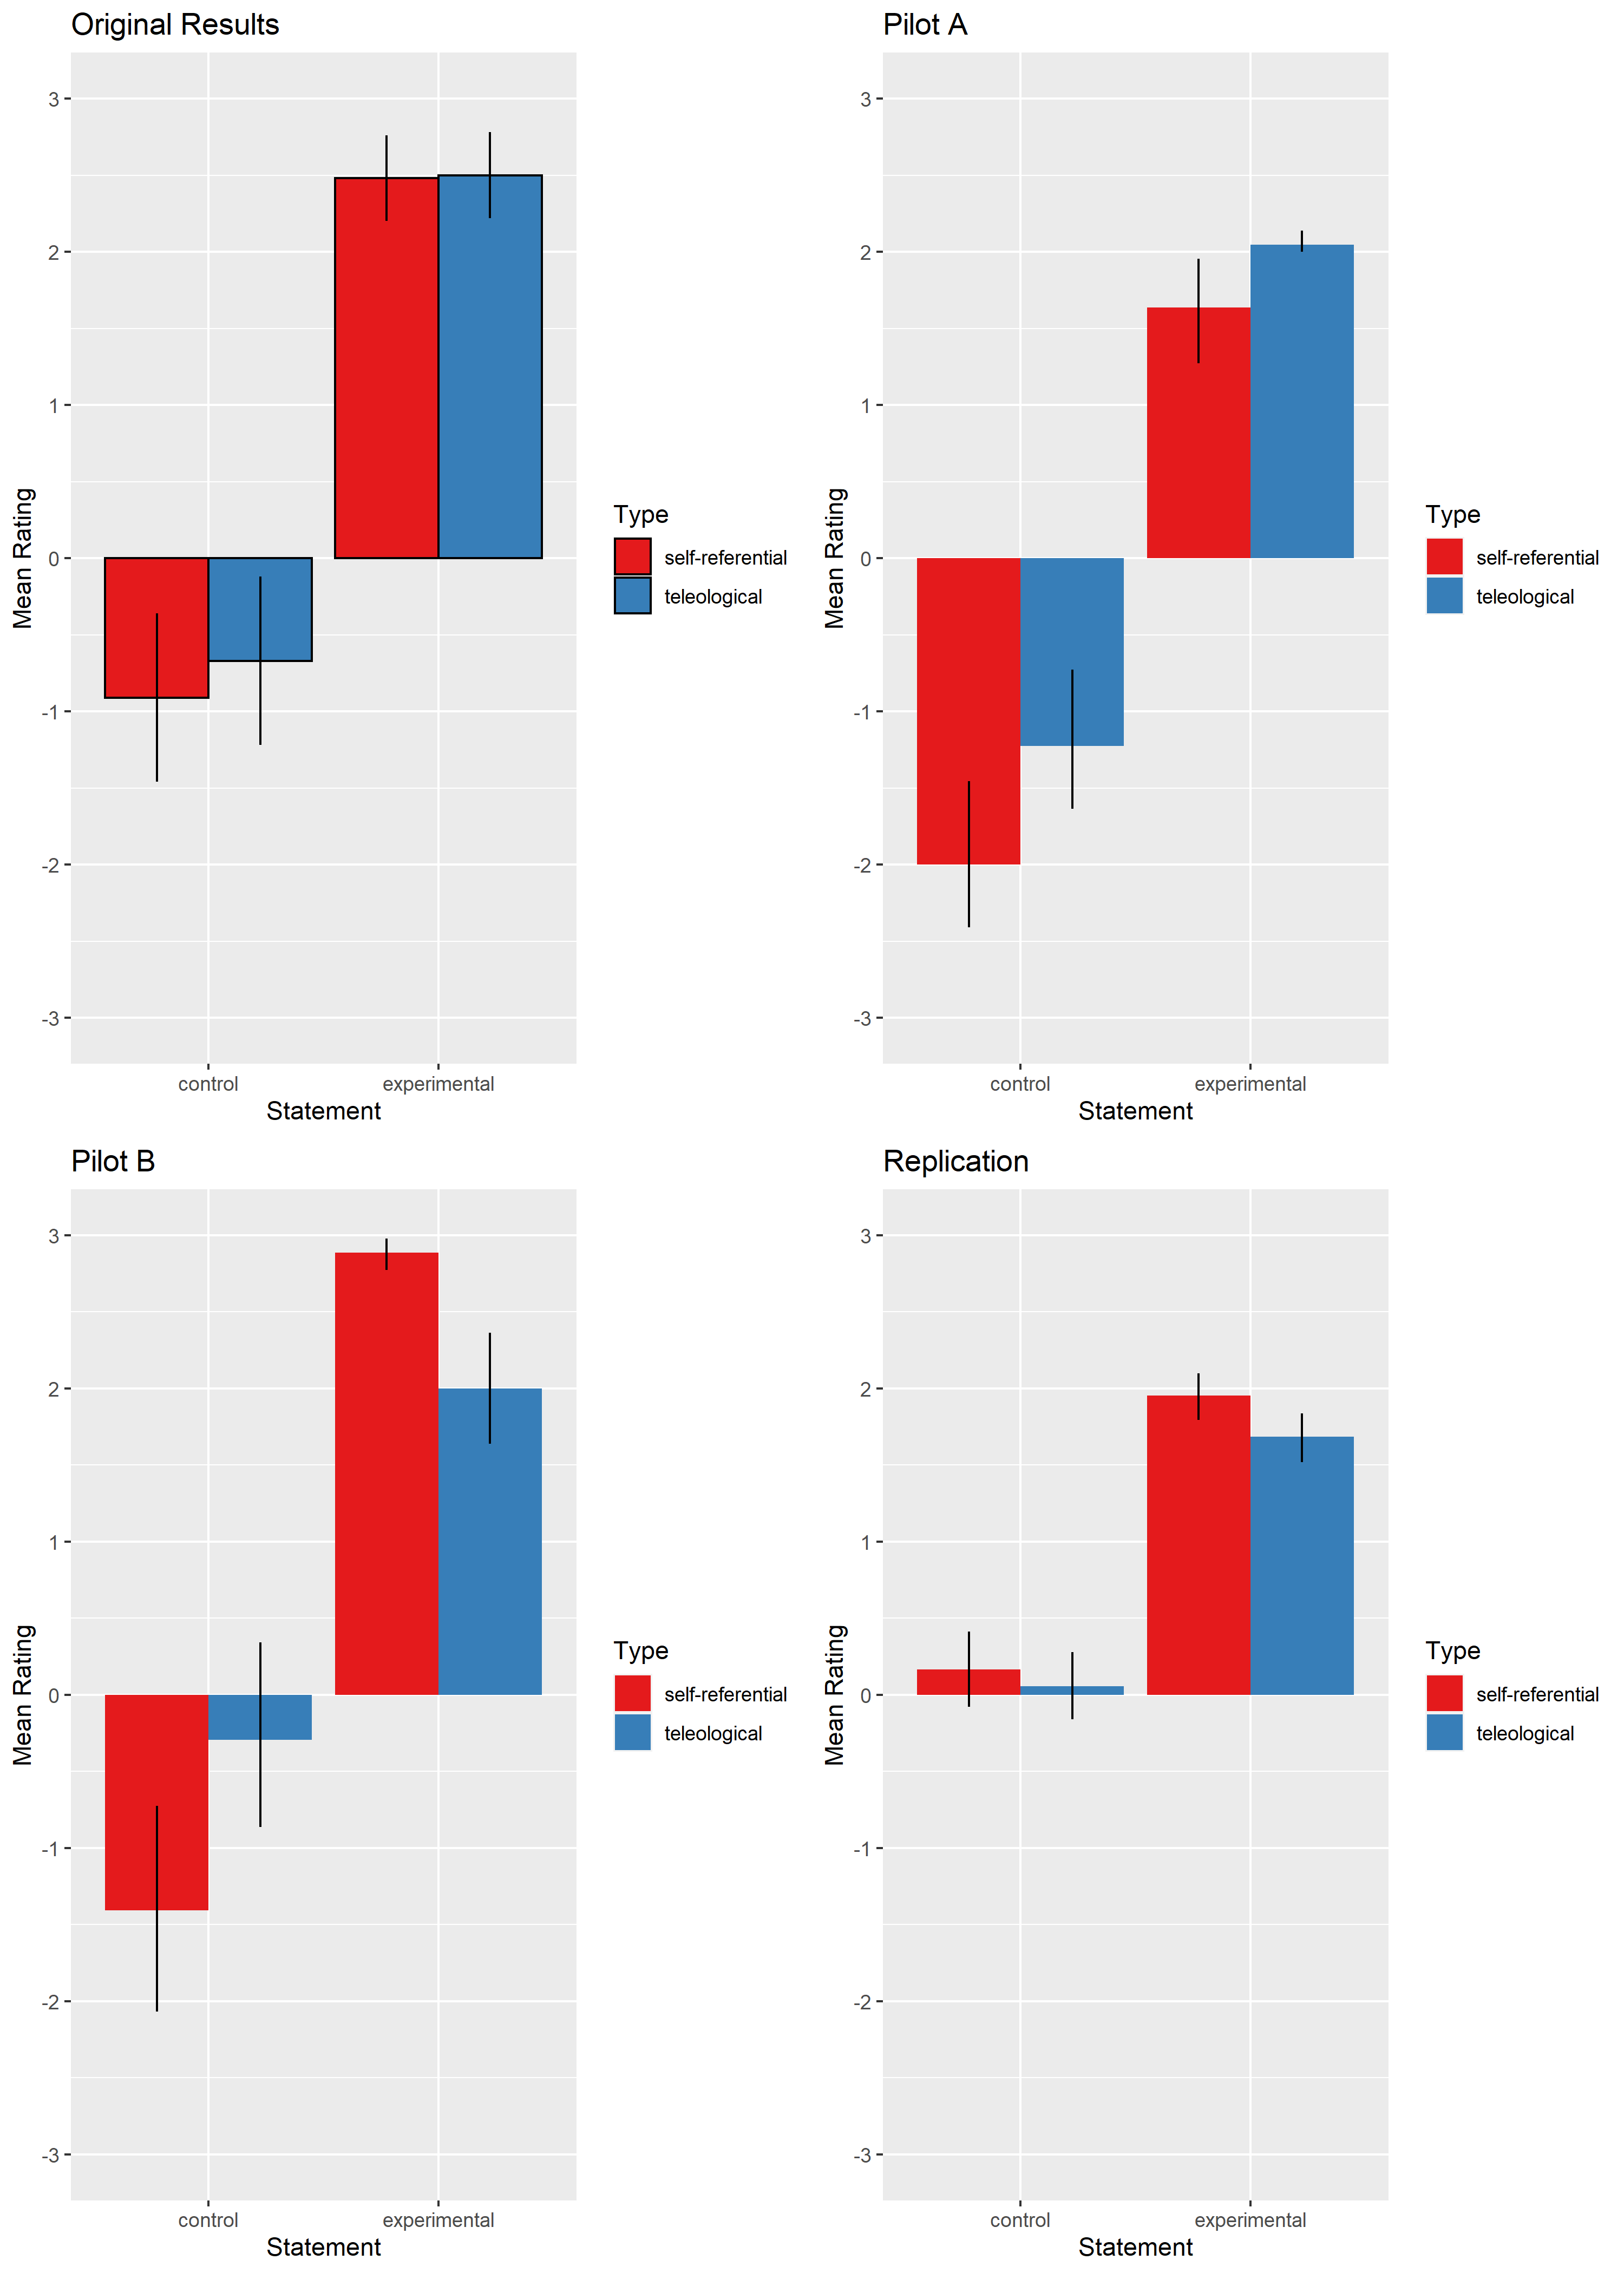 Original Results
3
2
1
0
-1
-2
-3
Mean Rating
control experimental
Statement
Type
self-referential
teleological
Pilot A
3
2
1
0
-1
-2
-3
Mean Rating
control experimental
Statement
Type
self-referential
teleological
Pilot B
3
2
1
0
-1
-2
-3
Mean Rating
control experimental
Statement
Type
self-referential
teleological
Replication
3
2
1
0
-1
-2
-3
Mean Rating
control experimental
Statement
Type
self-referential
teleological